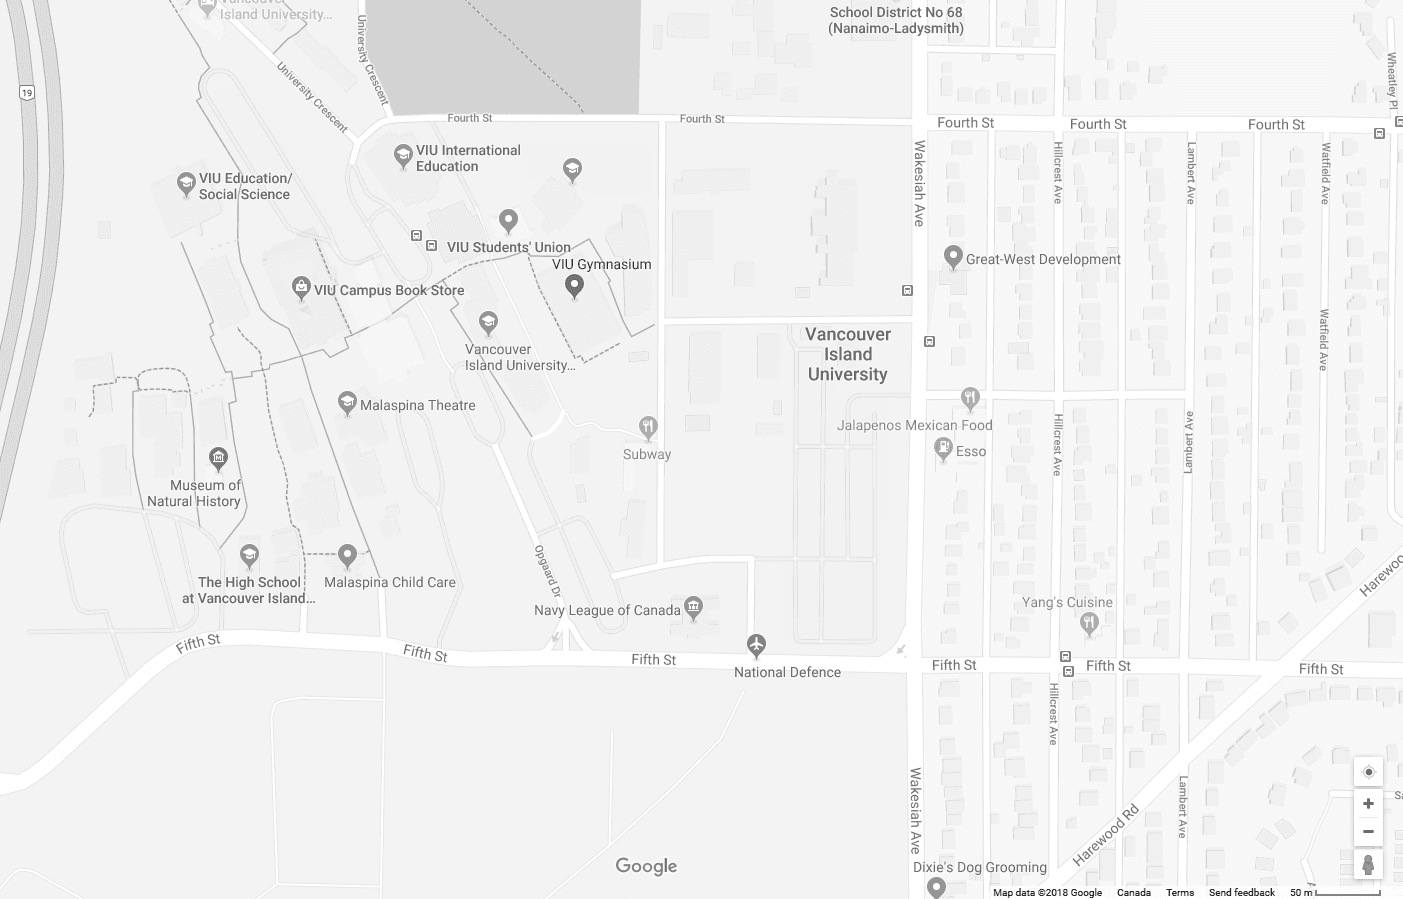 Vancouver
Island University...
School District No 68
(Nanaimo-Ladysmith)
University Crescent
University Crescent
Wheatley Pl
19
Fourth St
Fourth St
Fourth St
Fourth St
Fourth St
VIU International
Education
Wakesiah Ave
Hillcrest Ave
Lambert Ave
Watfield Ave
VIU Education/
Social Science
VIU Students' Union
VIU Gymnasium
Great-West Development
VIU Campus Book Store
Vancouver
Island University...
Vancouver
Island
University
Watfield Ave
Malaspina Theatre
Jalapenos Mexican Food
Hillcrest Ave
Lambert Ave
Subway
Esso
Museum of
Natural History
Opgaard Dr
The High School
at Vancouver Island...
Malaspina Child Care
Navy League of Canada
Yang's Cuisine
Harewoo
Fifth St
Fifth St
Fifth St
Fifth St
Fifth St
Fifth St
National Defence
Hillcrest Ave
Wakesiah Ave
Lambert Ave
Harewood Rd
Sa
Google
Dixie's Dog Grooming
Map data ©2018 Google Canada Terms Send feedback 50 m